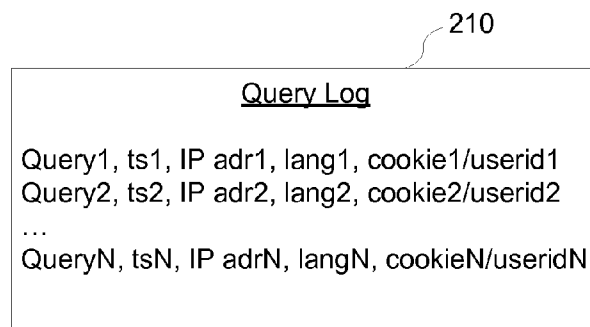 210
Query Log
Query1, ts1, IP adr1, lang1, cookie1/userid1
Query2, ts2, IP adr2, lang2, cookie2/userid2
...
QueryN, tsN, IP adrN, langN, cookieN/useridN